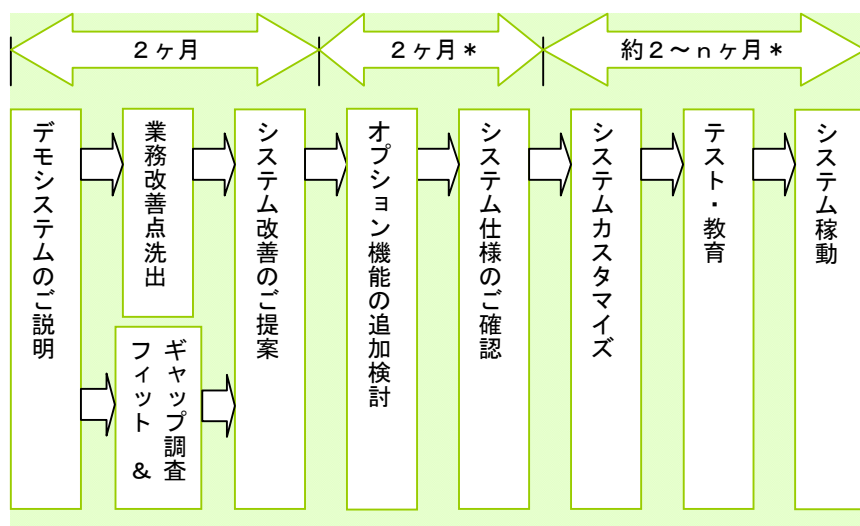 ２ヶ月
２ヶ月＊
約２～ｎヶ月＊
デモシステムのご説明
業務改善点洗出
フィット ＆
ギャップ調査
システム改善のご提案
オプション機能の追加検討
システム仕様のご確認
システムカスタマイズ
テスト・教育
システム稼動